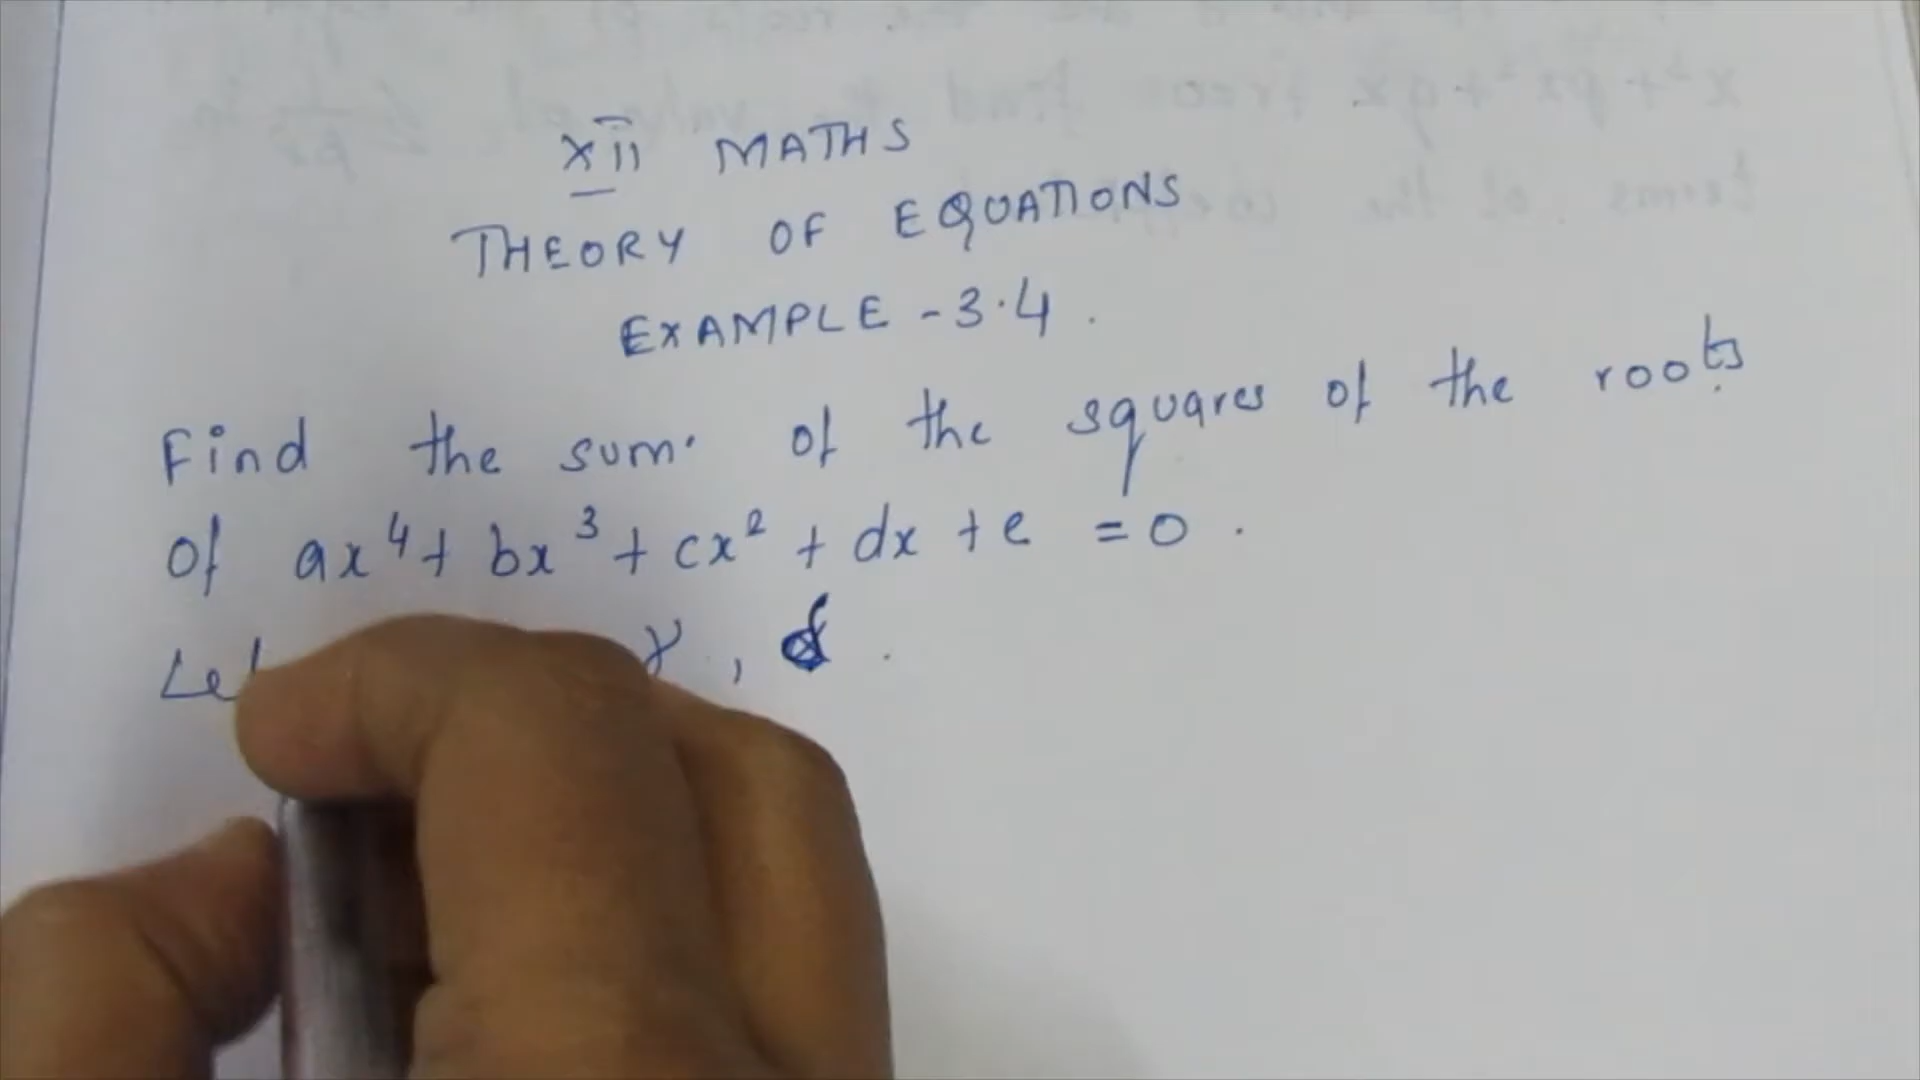 XII MATHS
THEORY OF EQUATIONS
EXAMPLE - 3.4.
Find the sum of the squares of the roots
of ax⁴ + bx³ + cx² + dx + e = 0.
Let γ, δ.